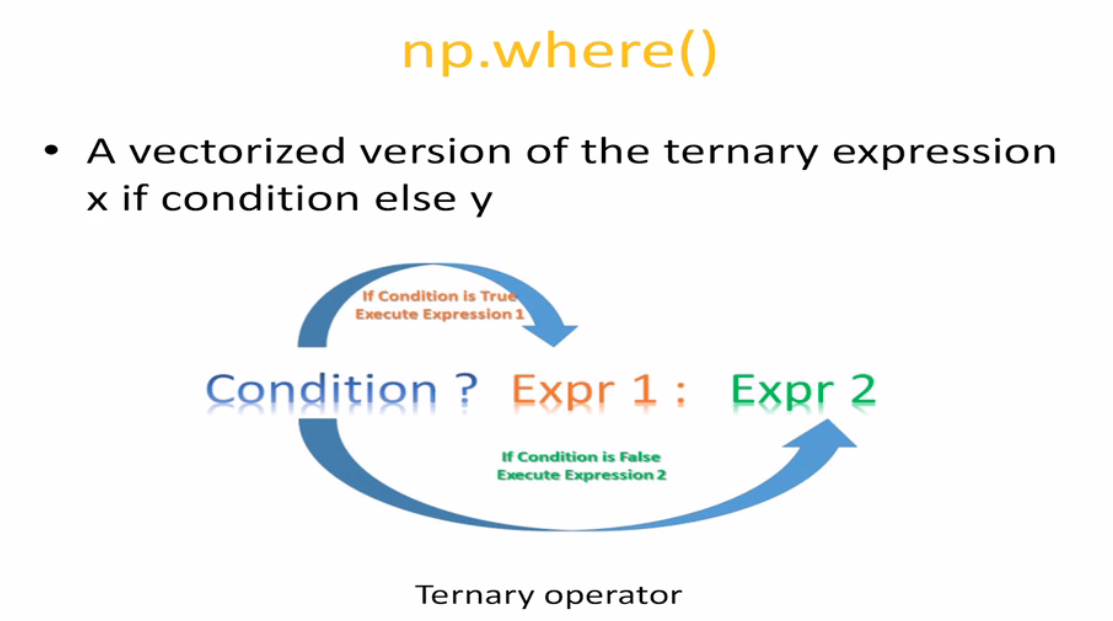 np.where()
• A vectorized version of the ternary expression
x if condition else y
If Condition is True
Execute Expression 1
Condition ? Expr 1 : Expr 2
If Condition is False
Execute Expression 2
Ternary operator